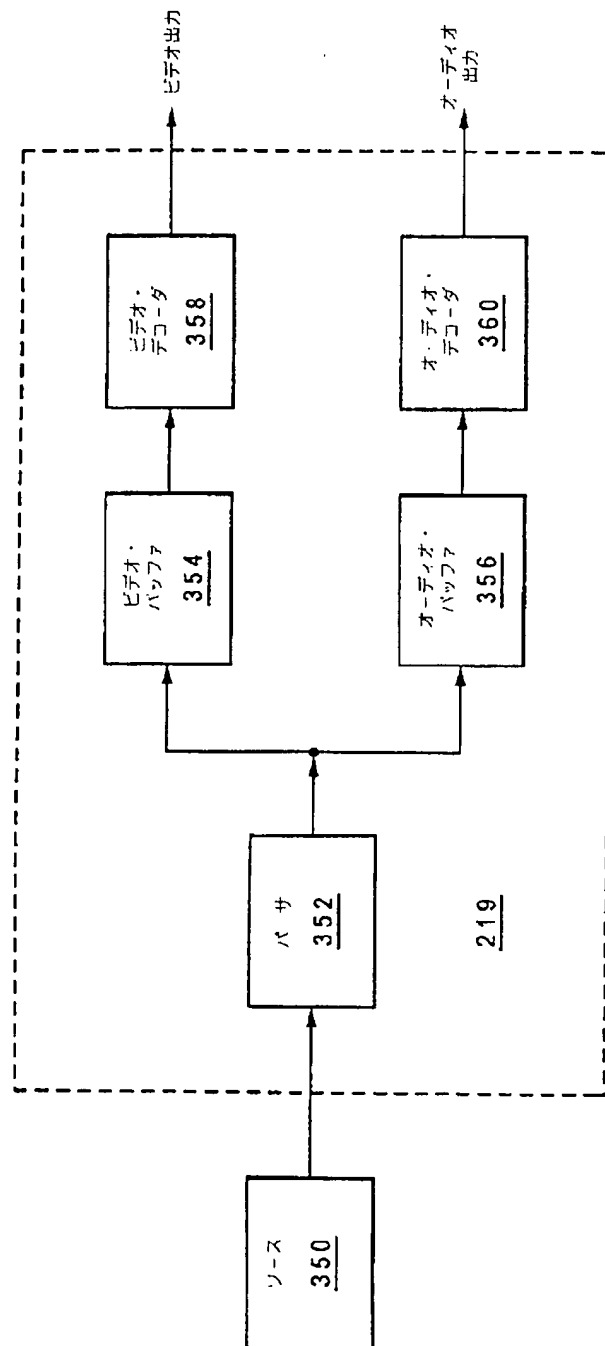 ソース
350
パサ
352
219
ビデオ・
バッファ
354
オーディオ・
バッファ
356
ビデオ・
デコーダ
358
オ・ディオ・
デコーダ
360
ビデオ出力
オーディオ
出力